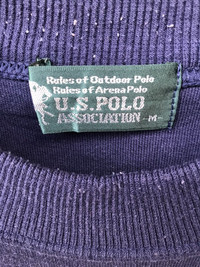 Rules of Outdoor Polo
Rules of Arena Polo
U.S.POLO
ASSOCIATION -M-